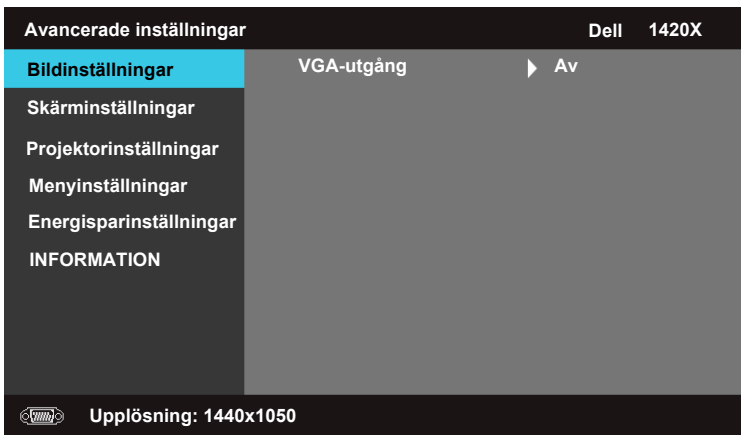 Avancerade inställningar Dell 1420X
Bildinställningar VGA-utgång Av
Skärminställningar
Projektorinställningar
Menyinställningar
Energisparinställningar
INFORMATION
Upplösning: 1440x1050